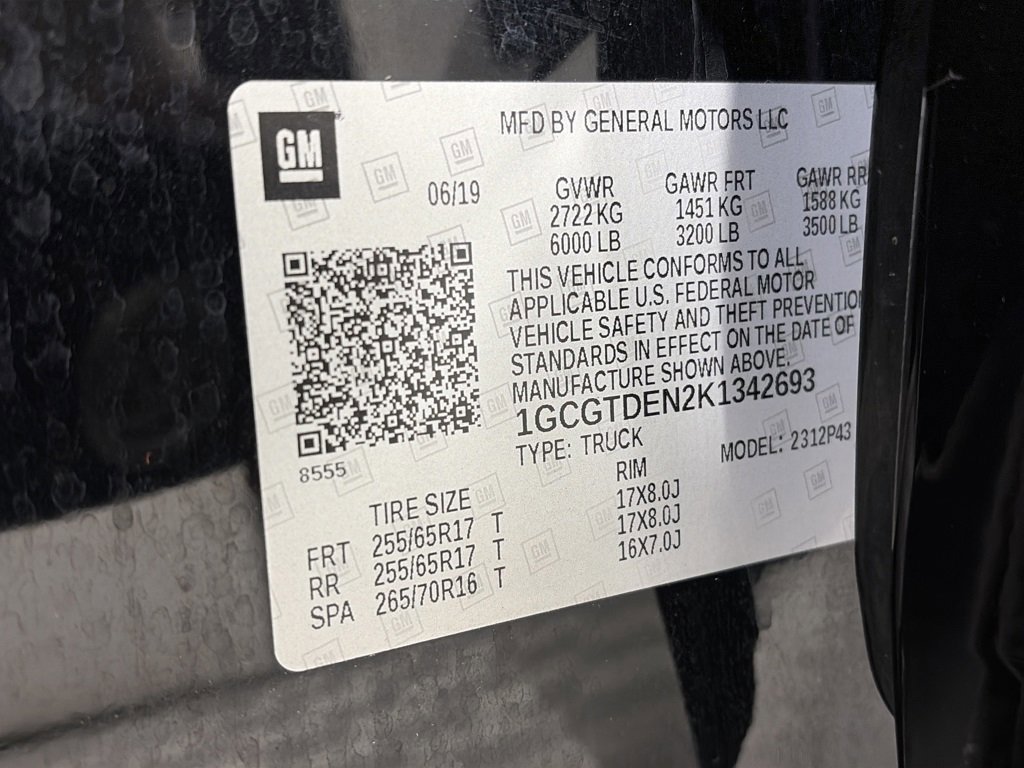 GM
MFD BY GENERAL MOTORS LLC
06/19
GVWR GAWR FRT GAWR RR
2722 KG 1451 KG 1588 KG
6000 LB 3200 LB 3500 LB
THIS VEHICLE CONFORMS TO ALL
APPLICABLE U.S. FEDERAL MOTOR
VEHICLE SAFETY AND THEFT PREVENTION
STANDARDS IN EFFECT ON THE DATE OF
MANUFACTURE SHOWN ABOVE.
1GCGTDEN2K1342693
TYPE: TRUCK MODEL: 2312P43
8555
TIRE SIZE RIM
FRT 255/65R17 T 17X8.0J
RR 255/65R17 T 17X8.0J
SPA 265/70R16 T 16X7.0J